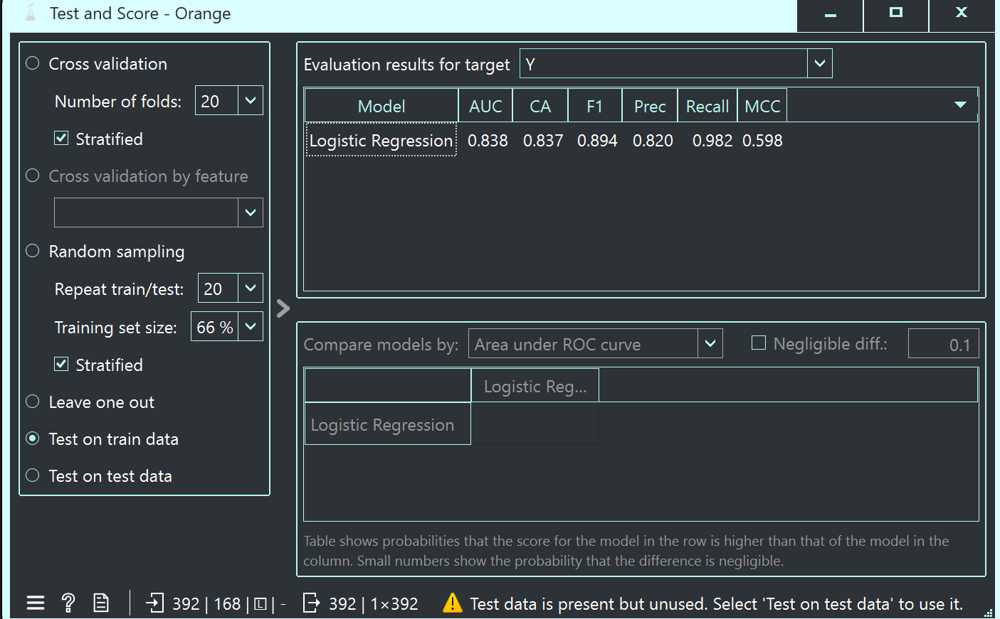 Test and Score - Orange
Cross validation
Number of folds: 20
Stratified
Cross validation by feature
Random sampling
Repeat train/test: 20
Training set size: 66 %
Stratified
Leave one out
Test on train data
Test on test data
Evaluation results for target Y
Model AUC CA F1 Prec Recall MCC
Logistic Regression 0.838 0.837 0.894 0.820 0.982 0.598
Compare models by: Area under ROC curve Negligible diff.: 0.1
Logistic Reg...
Logistic Regression
Table shows probabilities that the score for the model in the row is higher than that of the model in the
column. Small numbers show the probability that the difference is negligible.
392 | 168 | L | - 392 | 1×392 Test data is present but unused. Select 'Test on test data' to use it.